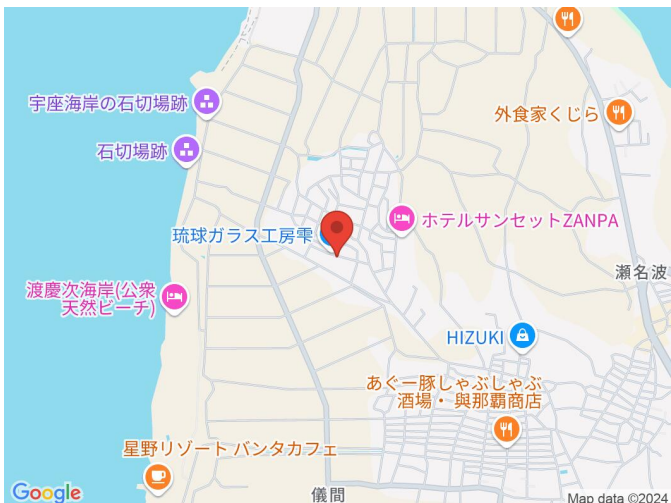 宇座海岸の石切場跡
外食家くじら
石切場跡
ホテルサンセットZANPA
琉球ガラス工房雫
瀬名波
渡慶次海岸(公衆
天然ビーチ)
HIZUKI
あぐー豚しゃぶしゃぶ
酒場・與那覇商店
星野リゾート バンタカフェ
儀間
Google
Map data ©2024